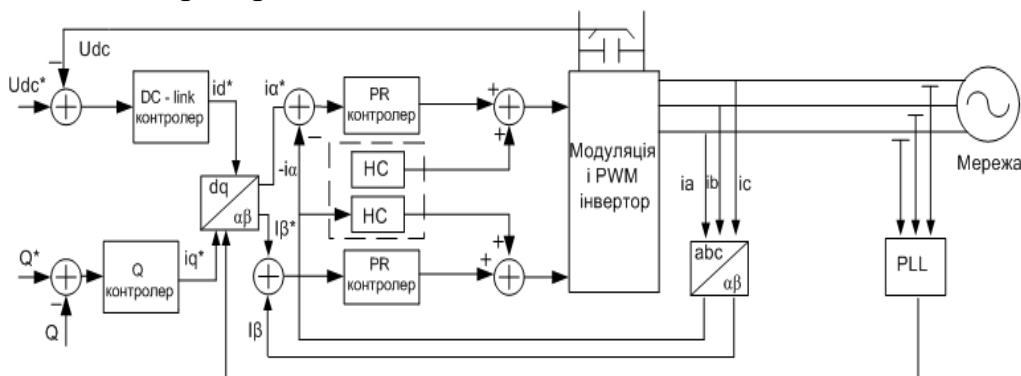 Udc
Udc*
DC - link
контролер
id*
iα*
PR
контролер
-iα
HC
HC
dq
αβ
Iβ*
Q*
Q
контролер
iq*
Q
PR
контролер
Iβ
Модуляція
і PWM
інвертор
ia
ib
ic
Мережа
abc
αβ
PLL